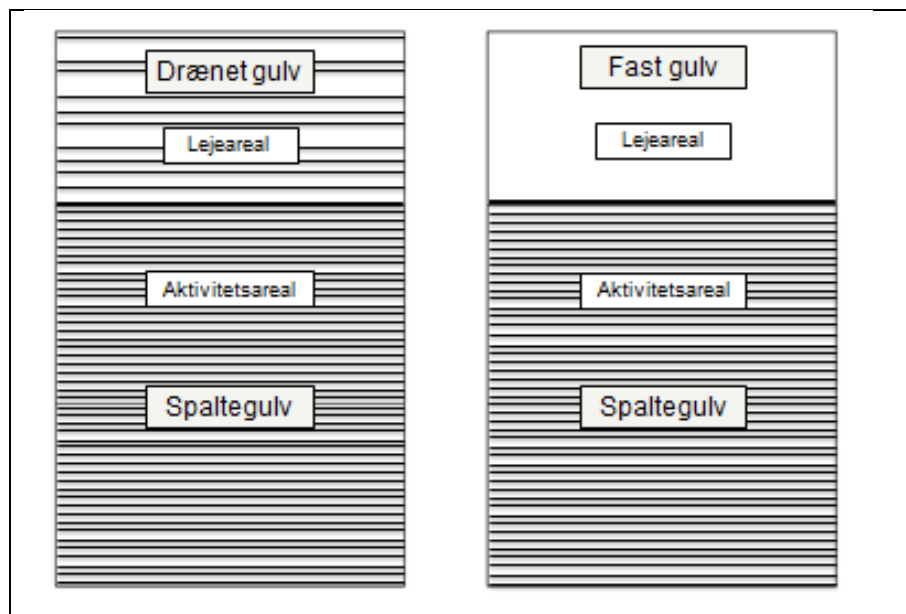 Drænet gulv
Lejeareal
Aktivitetsareal
Spaltegulv
Fast gulv
Lejeareal
Aktivitetsareal
Spaltegulv